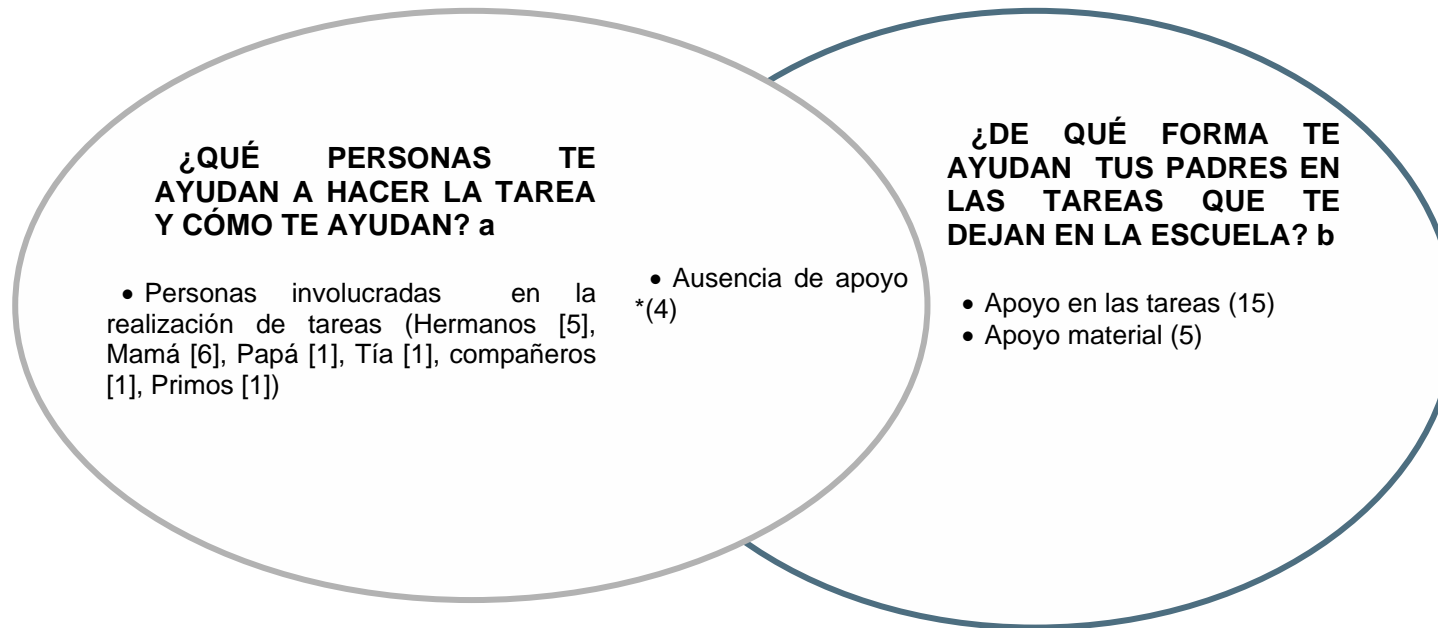 ¿QUÉ PERSONAS TE
AYUDAN A HACER LA TAREA
Y CÓMO TE AYUDAN? a
• Personas involucradas en la
realización de tareas (Hermanos [5],
Mamá [6], Papá [1], Tía [1], compañeros
[1], Primos [1])
• Ausencia de apoyo
*(4)
¿DE QUÉ FORMA TE
AYUDAN TUS PADRES EN
LAS TAREAS QUE TE
DEJAN EN LA ESCUELA? b
• Apoyo en las tareas (15)
• Apoyo material (5)